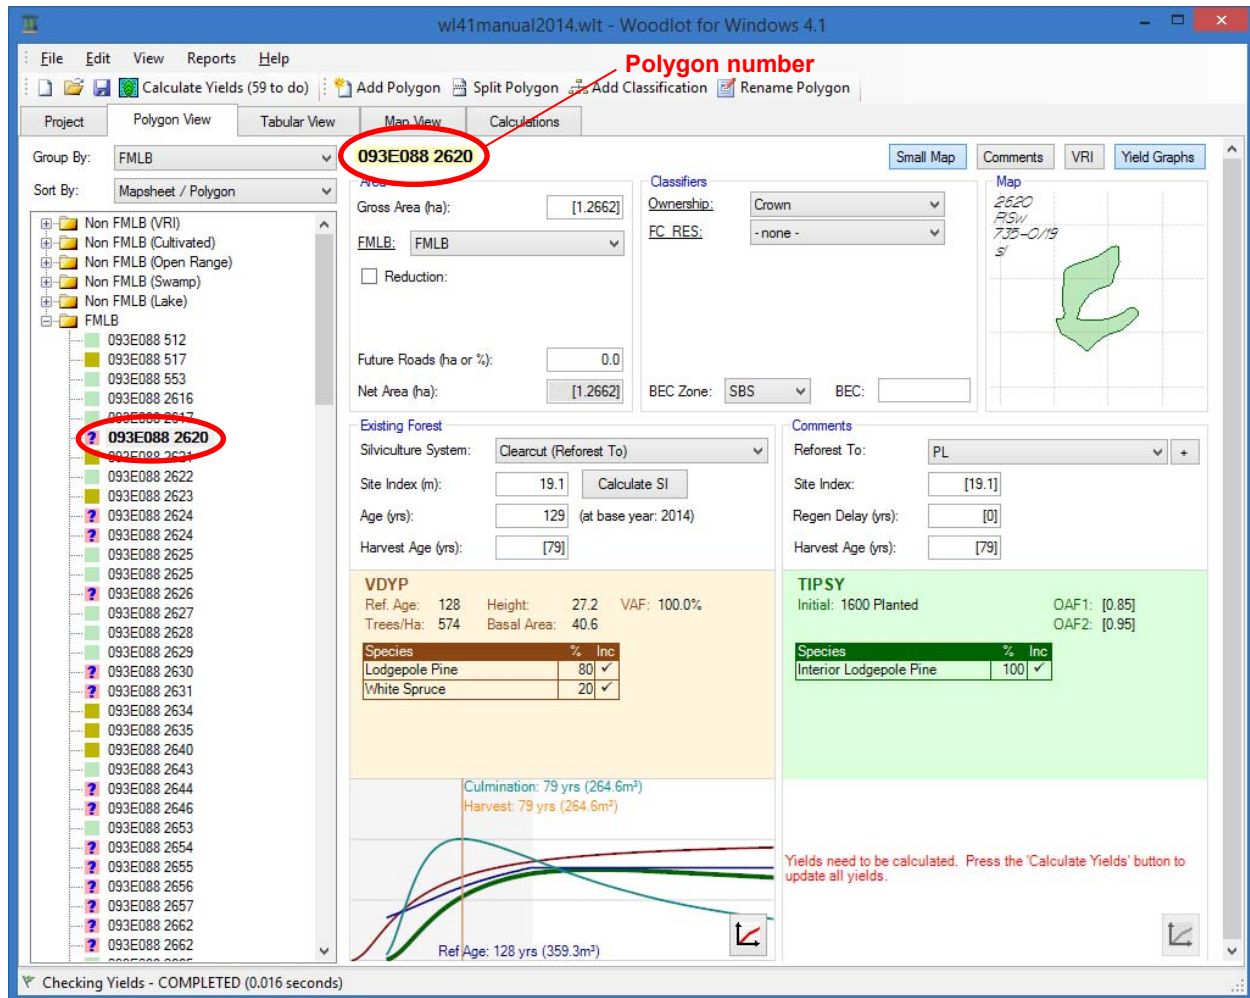 wl41manual2014.wlt - Woodlot for Windows 4.1
File Edit View Reports Help
Polygon number
Calculate Yields (59 to do) Add Polygon Split Polygon Add Classification Rename Polygon
Project Polygon View Tabular View Map View Calculations
Group By: FMLB
Sort By: Mapsheet / Polygon
Non FMLB (VRI)
Non FMLB (Cultivated)
Non FMLB (Open Range)
Non FMLB (Swamp)
Non FMLB (Lake)
FMLB
093E088 512
093E088 517
093E088 553
093E088 2616
093E088 2617
? 093E088 2620
093E088 2621
093E088 2622
093E088 2623
? 093E088 2624
? 093E088 2624
093E088 2625
093E088 2625
? 093E088 2626
093E088 2627
093E088 2628
093E088 2629
? 093E088 2630
? 093E088 2631
093E088 2634
093E088 2635
093E088 2640
093E088 2643
? 093E088 2644
? 093E088 2646
093E088 2653
? 093E088 2654
? 093E088 2655
? 093E088 2656
? 093E088 2657
? 093E088 2662
? 093E088 2662
093E088 2620
Small Map Comments VRI Yield Graphs
Area
Gross Area (ha): [1.2662]
FMLB: FMLB
Reduction:
Future Roads (ha or %): 0.0
Net Area (ha): [1.2662]
Classifiers
Ownership: Crown
FC_RES: - none -
BEC Zone: SBS BEC:
Map
2620
PlSw
735-0/19
sl
Existing Forest
Silviculture System: Clearcut (Reforest To)
Site Index (m): 19.1 Calculate SI
Age (yrs): 129 (at base year: 2014)
Harvest Age (yrs): [79]
Comments
Reforest To: PL +
Site Index: [19.1]
Regen Delay (yrs): [0]
Harvest Age (yrs): [79]
VDYP
Ref. Age: 128 Height: 27.2 VAF: 100.0%
Trees/Ha: 574 Basal Area: 40.6
Species % Inc
Lodgepole Pine 80 ✓
White Spruce 20 ✓
TIPSY
Initial: 1600 Planted OAF1: [0.85]
OAF2: [0.95]
Species % Inc
Interior Lodgepole Pine 100 ✓
Culmination: 79 yrs (264.6m³)
Harvest: 79 yrs (264.6m³)
Ref Age: 128 yrs (359.3m³)
Yields need to be calculated. Press the 'Calculate Yields' button to
update all yields.
Checking Yields - COMPLETED (0.016 seconds)